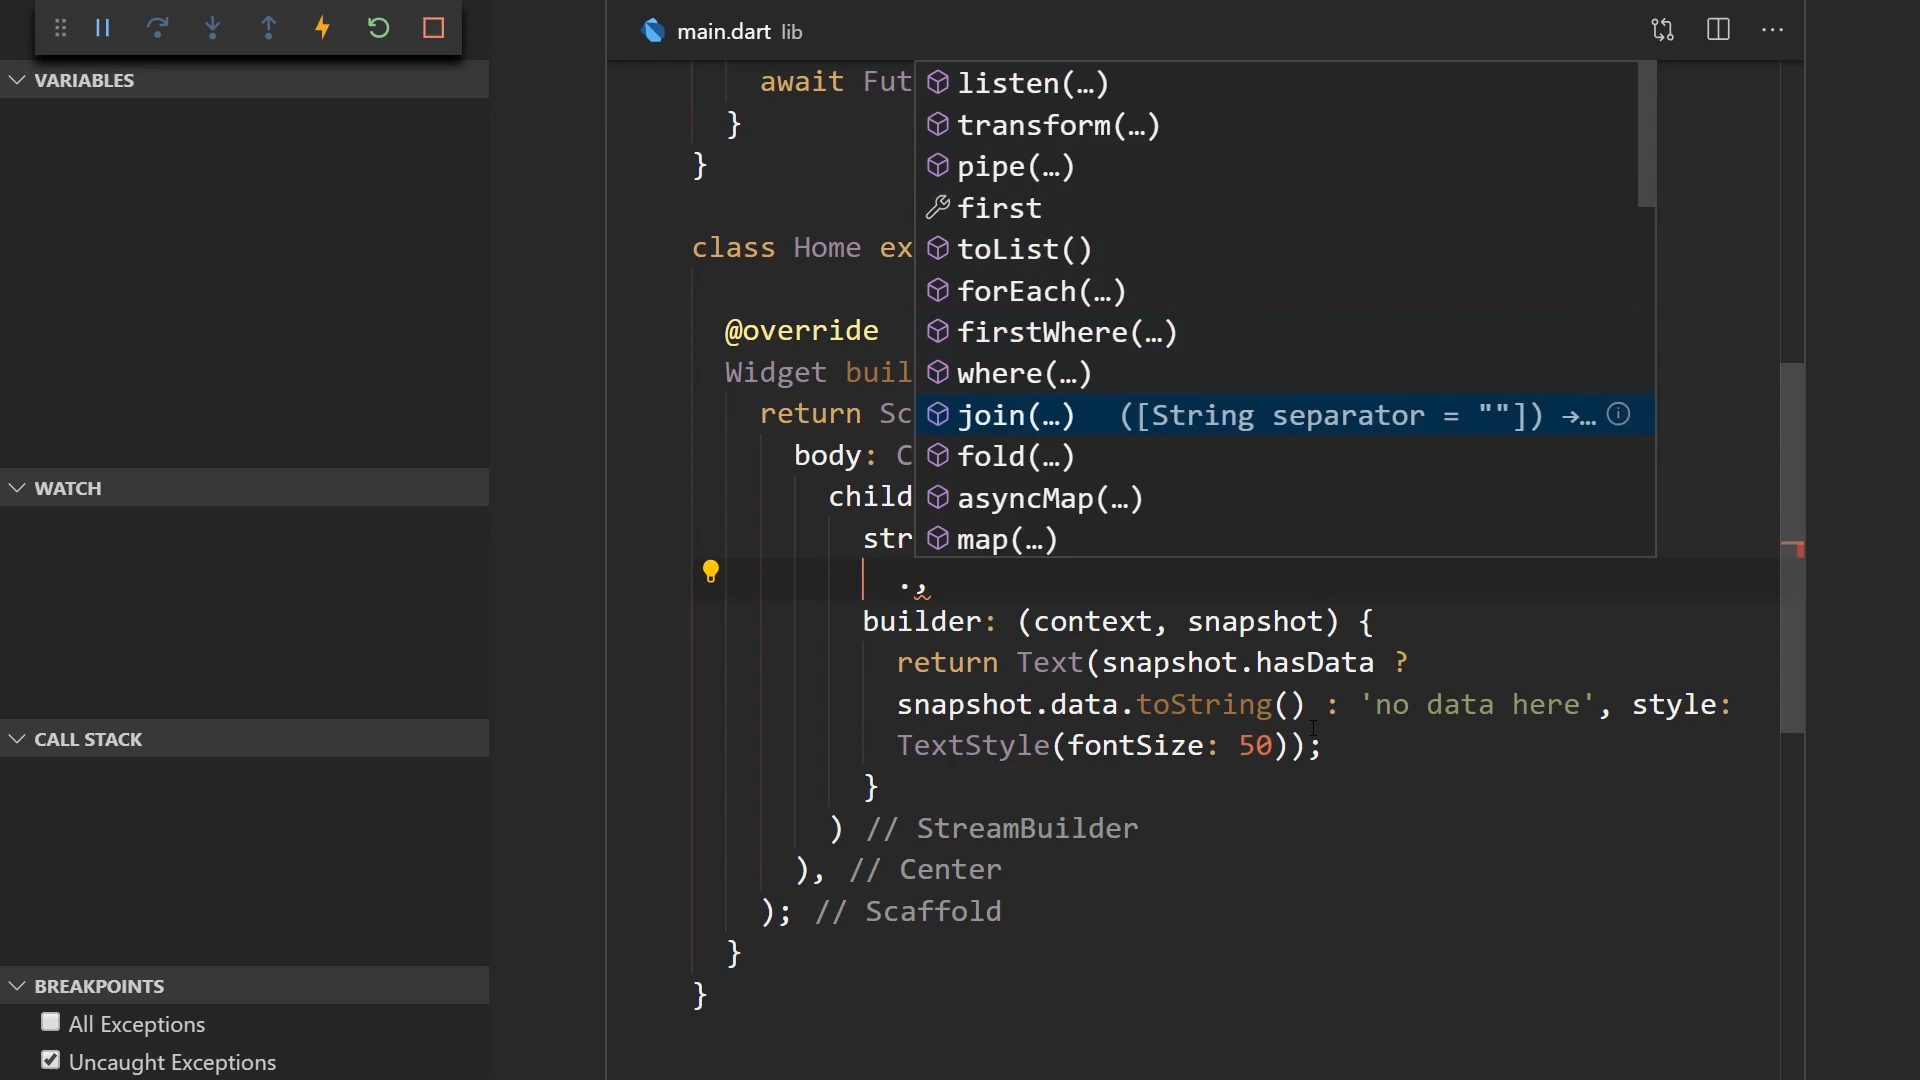 main.dart lib
VARIABLES
WATCH
CALL STACK
BREAKPOINTS
All Exceptions
Uncaught Exceptions
await Fut
}
}
class Home ex
@override
Widget buil
return Sc
body: C
child
str
.,
builder: (context, snapshot) {
return Text(snapshot.hasData ?
snapshot.data.toString() : 'no data here', style:
TextStyle(fontSize: 50));
}
) // StreamBuilder
), // Center
); // Scaffold
}
}
listen(…)
transform(…)
pipe(…)
first
toList()
forEach(…)
firstWhere(…)
where(…)
join(…) ([String separator = ""]) →…
fold(…)
asyncMap(…)
map(…)